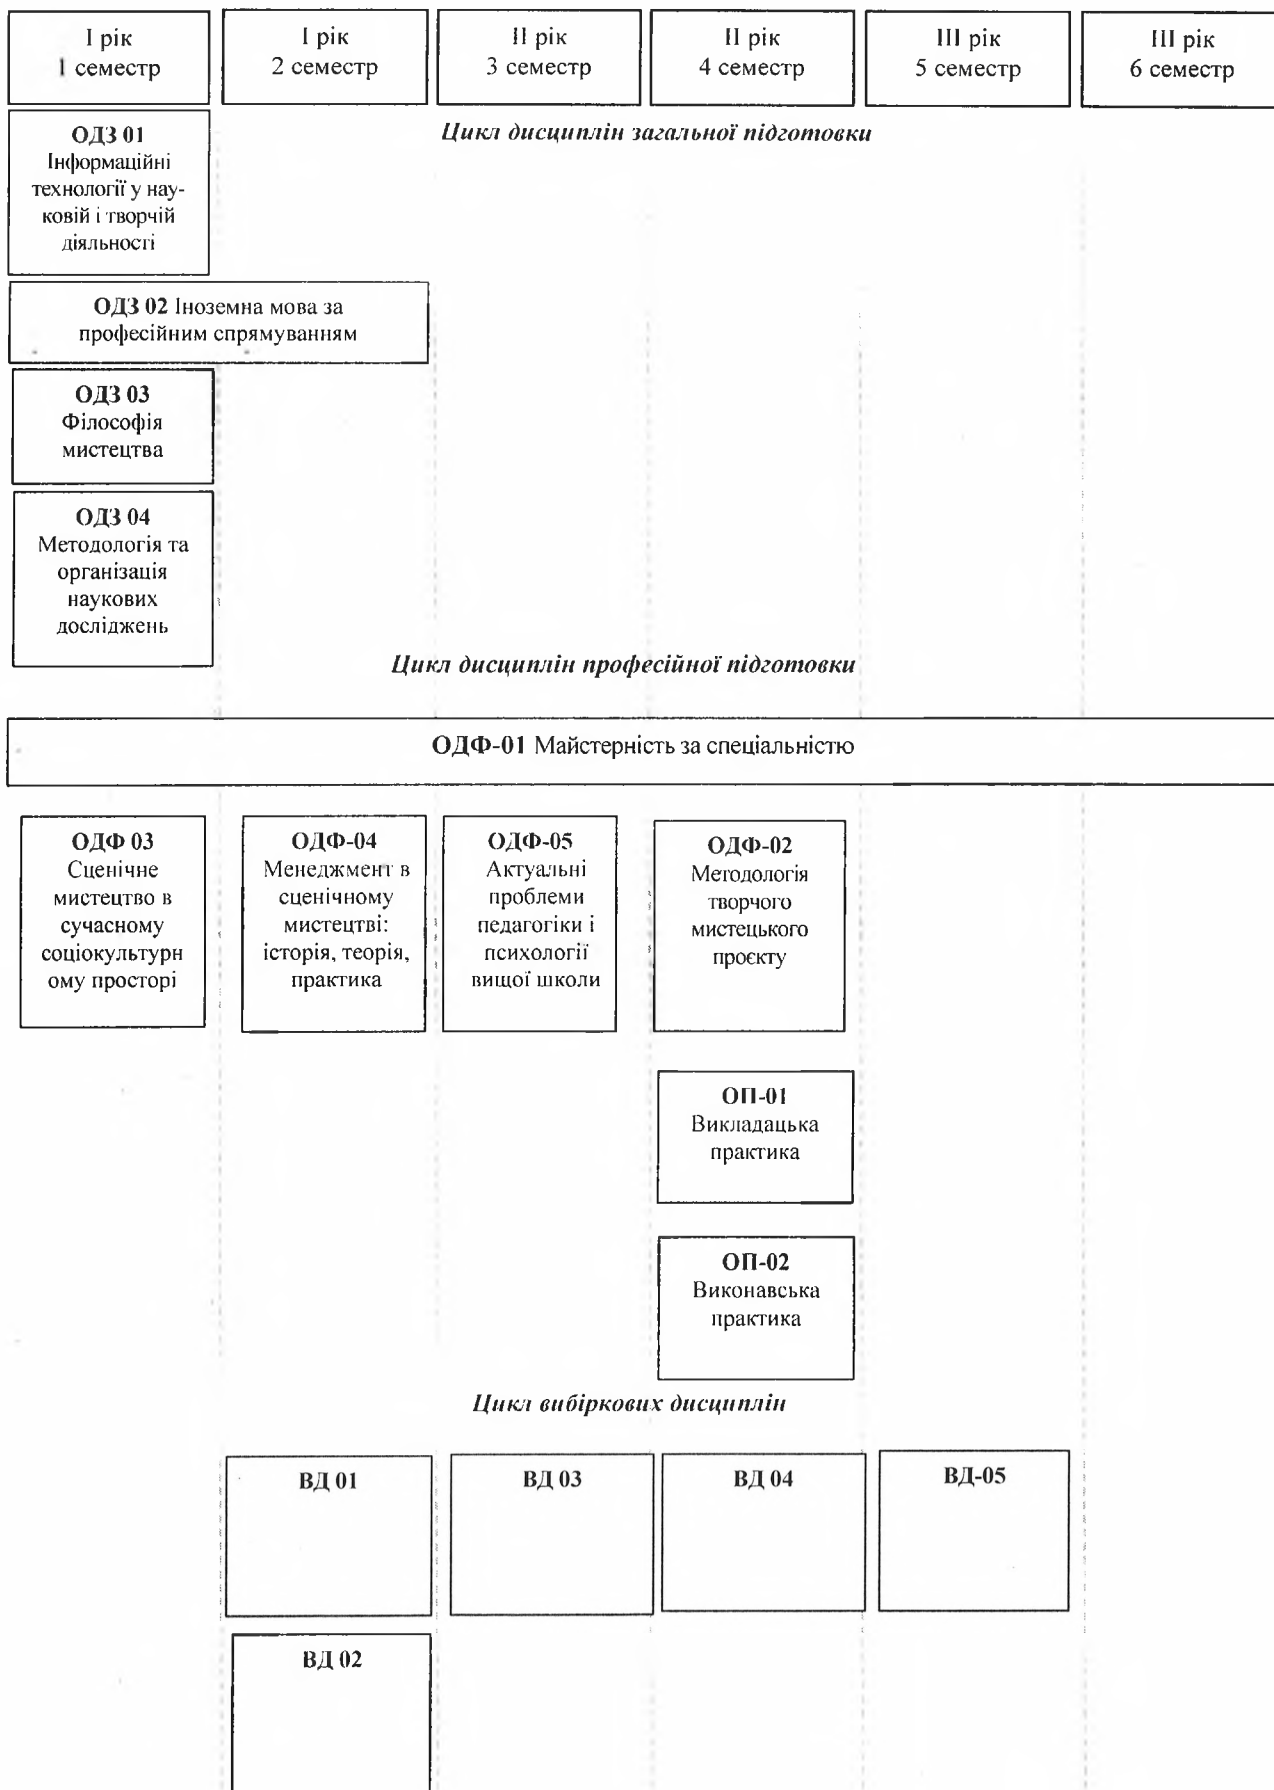 І рік
1 семестр
І рік
2 семестр
ІІ рік
3 семестр
ІІ рік
4 семестр
ІІІ рік
5 семестр
ІІІ рік
6 семестр
Цикл дисциплін загальної підготовки
ОДЗ 01
Інформаційні
технології у нау-
ковій і творчій
діяльності
ОДЗ 02 Іноземна мова за
професійним спрямуванням
ОДЗ 03
Філософія
мистецтва
ОДЗ 04
Методологія та
організація
наукових
досліджень
Цикл дисциплін професійної підготовки
ОДФ-01 Майстерність за спеціальністю
ОДФ 03
Сценічне
мистецтво в
сучасному
соціокультурн
ому просторі
ОДФ-04
Менеджмент в
сценічному
мистецтві:
історія, теорія,
практика
ОДФ-05
Актуальні
проблеми
педагогіки і
психології
вищої школи
ОДФ-02
Методологія
творчого
мистецького
проєкту
ОП-01
Викладацька
практика
ОП-02
Виконавська
практика
Цикл вибіркових дисциплін
ВД 01
ВД 03
ВД 04
ВД-05
ВД 02